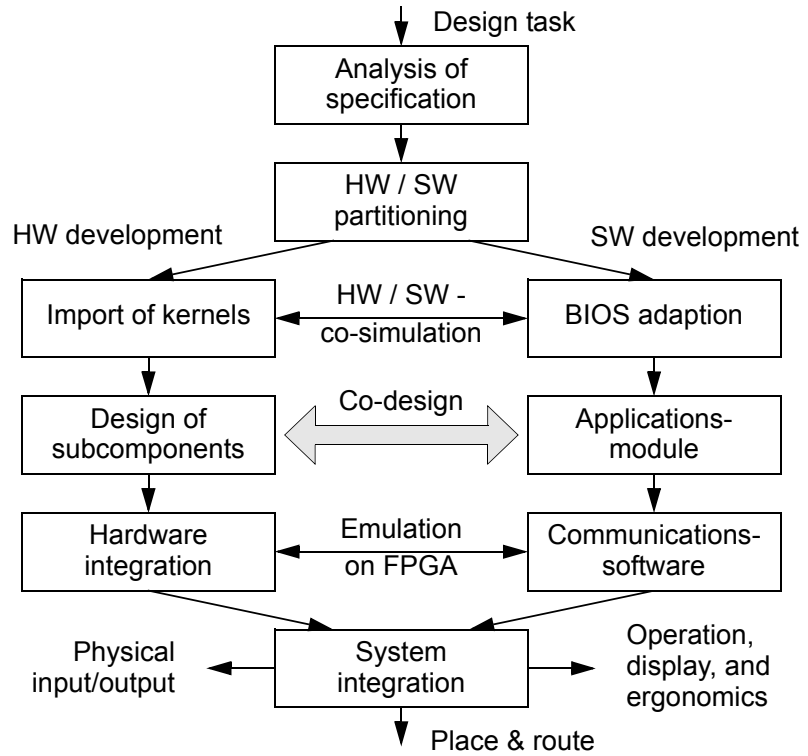 Design task
Analysis of
specification
HW / SW
partitioning
HW development
SW development
Import of kernels
HW / SW -
co-simulation
BIOS adaption
Design of
subcomponents
Co-design
Applications-
module
Hardware
integration
Emulation
on FPGA
Communications-
software
Physical
input/output
System
integration
Operation,
display, and
ergonomics
Place & route